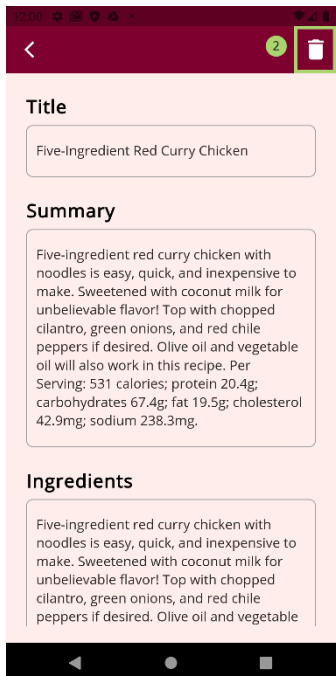 12:00
2
Title
Five-Ingredient Red Curry Chicken
Summary
Five-ingredient red curry chicken with
noodles is easy, quick, and inexpensive to
make. Sweetened with coconut milk for
unbelievable flavor! Top with chopped
cilantro, green onions, and red chile
peppers if desired. Olive oil and vegetable
oil will also work in this recipe. Per
Serving: 531 calories; protein 20.4g;
carbohydrates 67.4g; fat 19.5g; cholesterol
42.9mg; sodium 238.3mg.
Ingredients
Five-ingredient red curry chicken with
noodles is easy, quick, and inexpensive to
make. Sweetened with coconut milk for
unbelievable flavor! Top with chopped
cilantro, green onions, and red chile
peppers if desired. Olive oil and vegetable